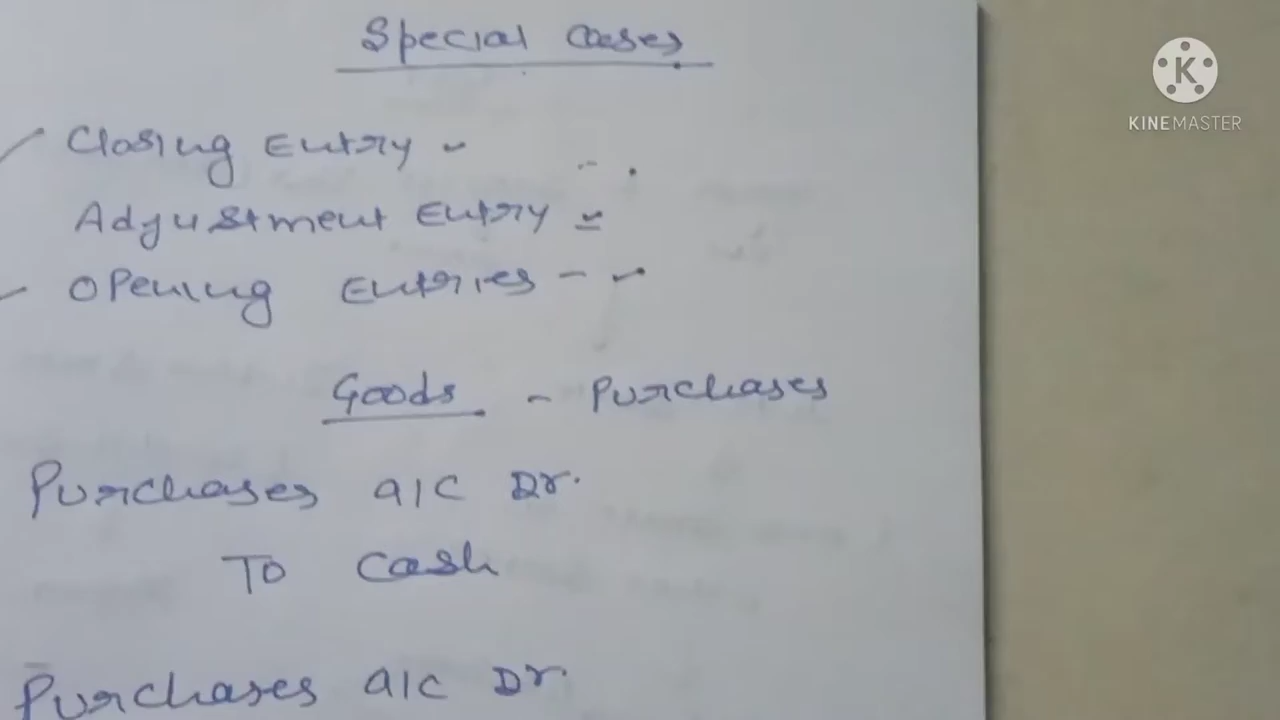 Special Cases
Closing Entry
Adjustment Entry
Opening Entries -
Goods - Purchases
Purchases a/c Dr.
To Cash
Purchases a/c Dr.
K
KINEMASTER